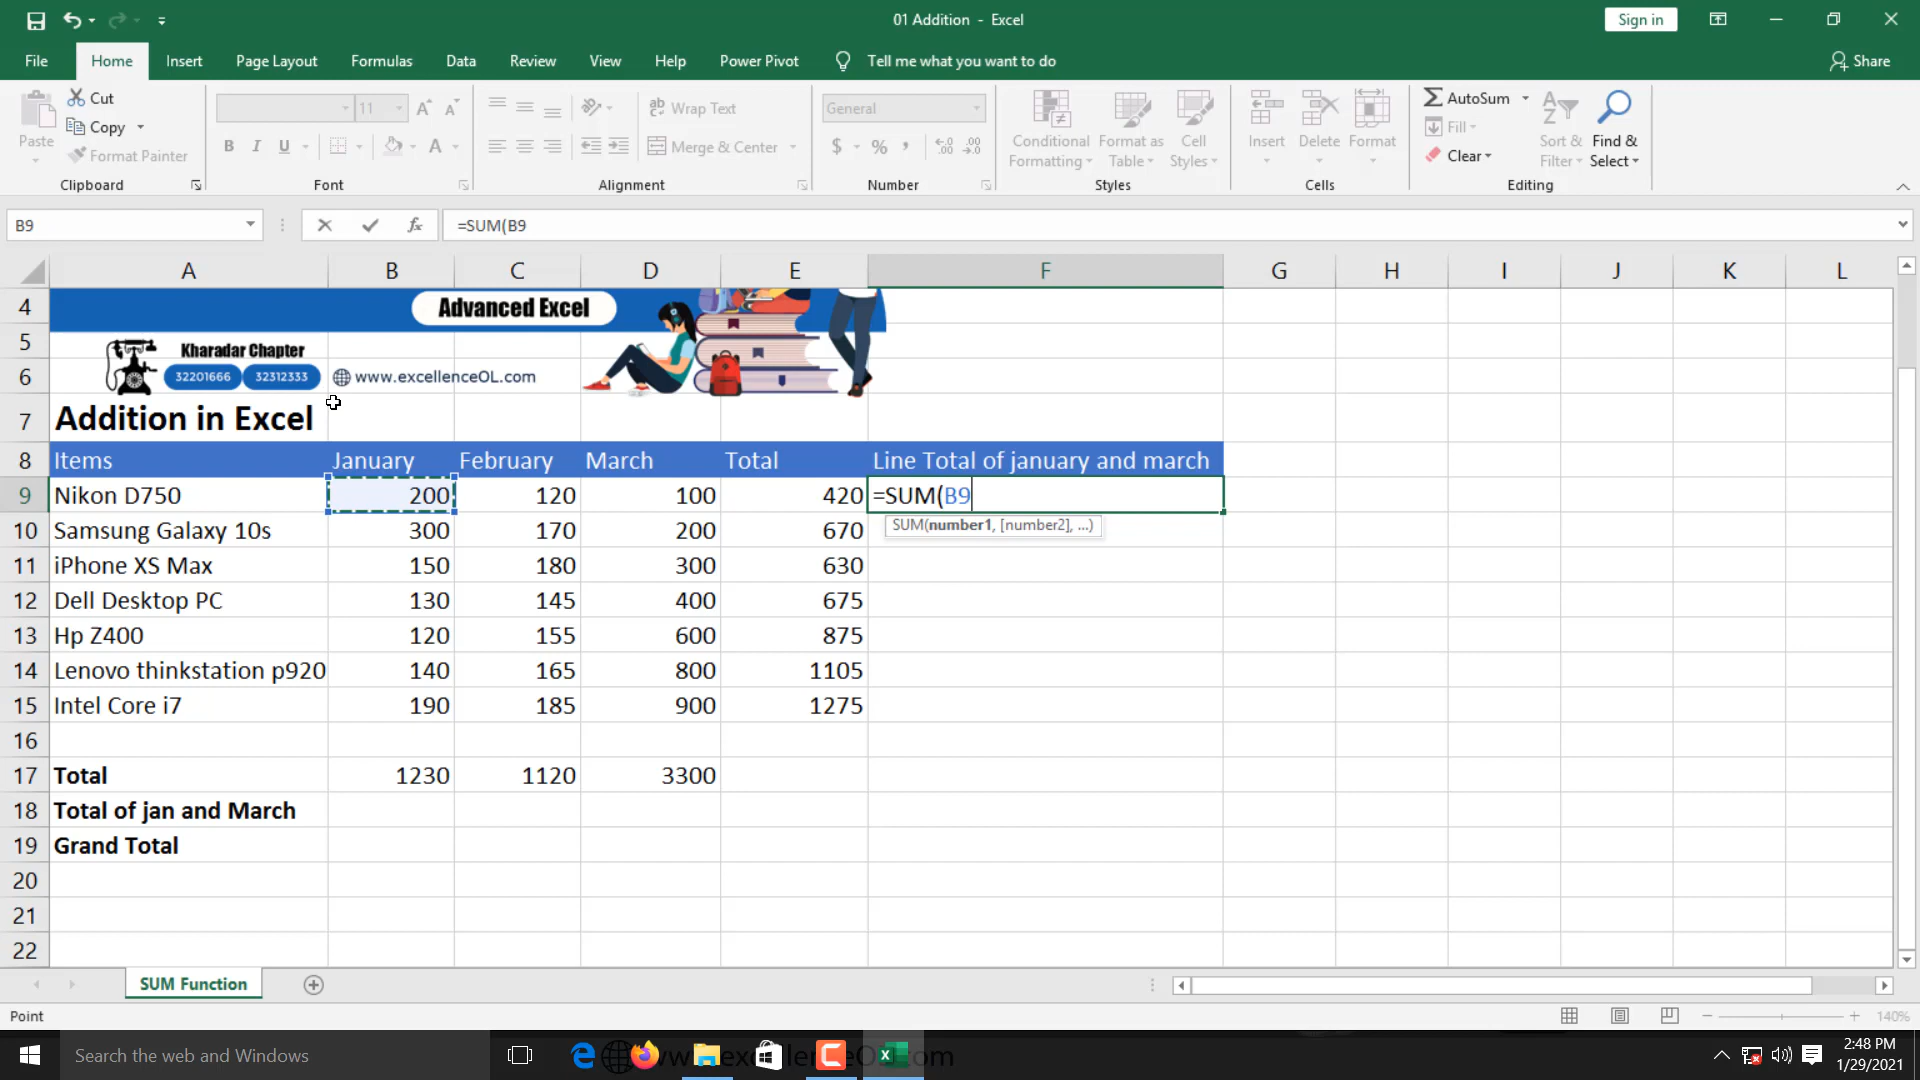 01 Addition - Excel
Sign in
File Home Insert Page Layout Formulas Data Review View Help Power Pivot Tell me what you want to do Share
Paste
Cut
Copy
Format Painter
Clipboard
11
B I U A
Font
ab Wrap Text
Merge & Center
Alignment
General
$ % ,
Number
Conditional Formatting
Format as Table
Cell Styles
Styles
Insert Delete Format
Cells
AutoSum
Fill
Clear
Sort & Filter
Find & Select
Editing
B9 fx =SUM(B9
A B C D E F G H I J K L
4 Advanced Excel
5 Kharadar Chapter
6 32201666 32312333 www.excellenceOL.com
7 Addition in Excel
8 Items January February March Total Line Total of january and march
9 Nikon D750 200 120 100 420 =SUM(B9
SUM(number1, [number2], ...)
10 Samsung Galaxy 10s 300 170 200 670
11 iPhone XS Max 150 180 300 630
12 Dell Desktop PC 130 145 400 675
13 Hp Z400 120 155 600 875
14 Lenovo thinkstation p920 140 165 800 1105
15 Intel Core i7 190 185 900 1275
16
17 Total 1230 1120 3300
18 Total of jan and March
19 Grand Total
20
21
22
SUM Function
Point
140%
Search the web and Windows
2:48 PM
1/29/2021